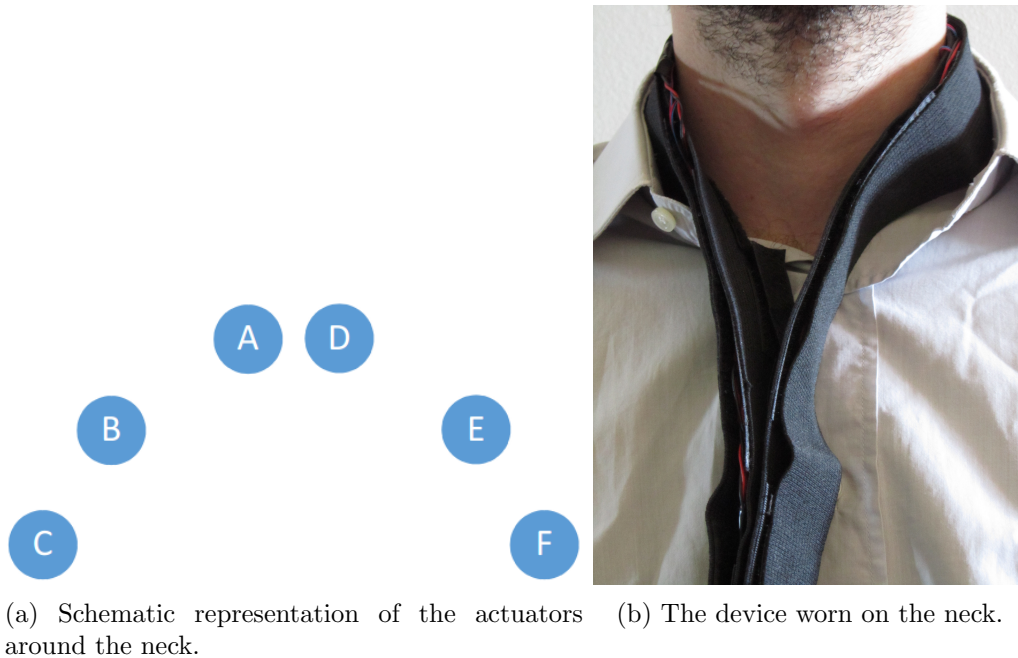 A D
B E
C F
(a) Schematic representation of the actuators
around the neck.
(b) The device worn on the neck.